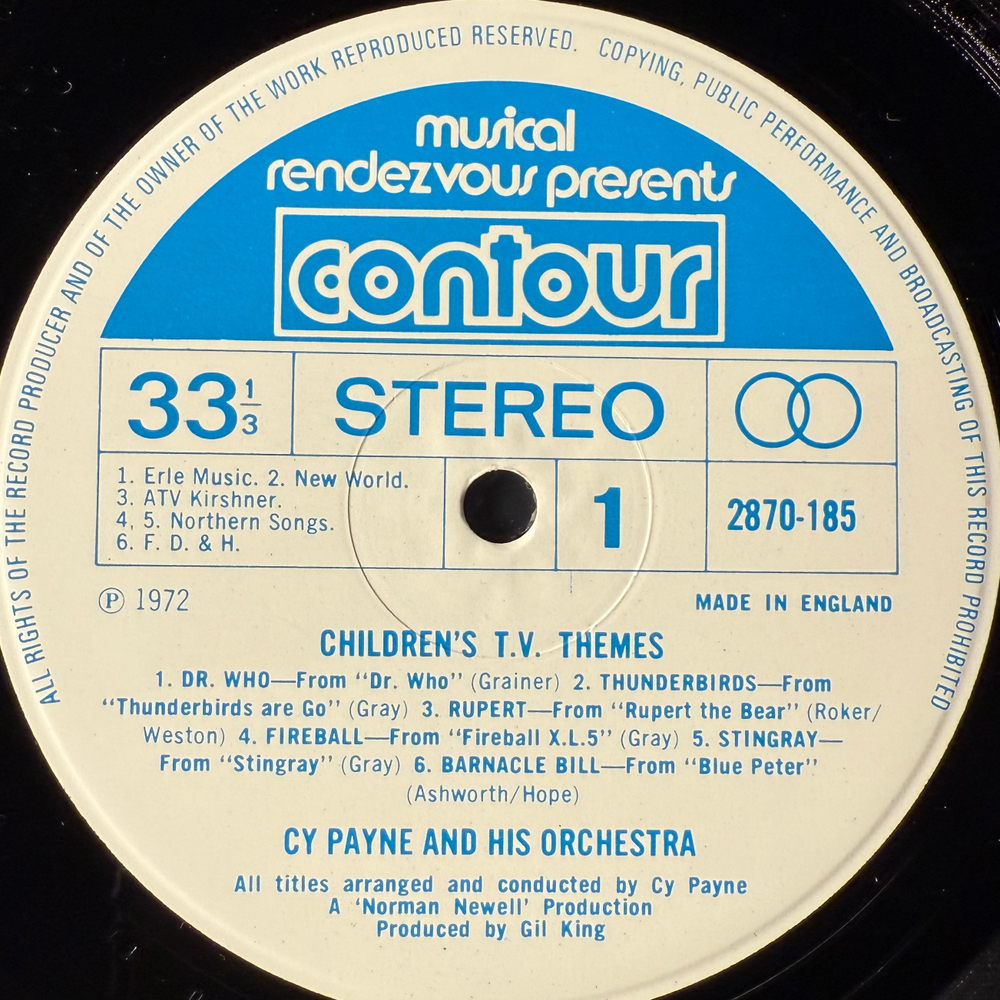 ALL RIGHTS OF THE RECORD PRODUCER AND OF THE OWNER OF THE WORK REPRODUCED RESERVED. COPYING, PUBLIC PERFORMANCE AND BROADCASTING OF THIS RECORD PROHIBITED
musical
rendezvous presents
contour
33 1/3
STEREO
1. Erle Music. 2. New World.
3. ATV Kirshner.
4, 5. Northern Songs.
6. F. D. & H.
1
2870-185
Ⓟ 1972
MADE IN ENGLAND
CHILDREN'S T.V. THEMES
1. DR. WHO—From "Dr. Who" (Grainer) 2. THUNDERBIRDS—From
"Thunderbirds are Go" (Gray) 3. RUPERT—From "Rupert the Bear" (Roker/
Weston) 4. FIREBALL—From "Fireball X.L.5" (Gray) 5. STINGRAY—
From "Stingray" (Gray) 6. BARNACLE BILL—From "Blue Peter"
(Ashworth/Hope)
CY PAYNE AND HIS ORCHESTRA
All titles arranged and conducted by Cy Payne
A 'Norman Newell' Production
Produced by Gil King